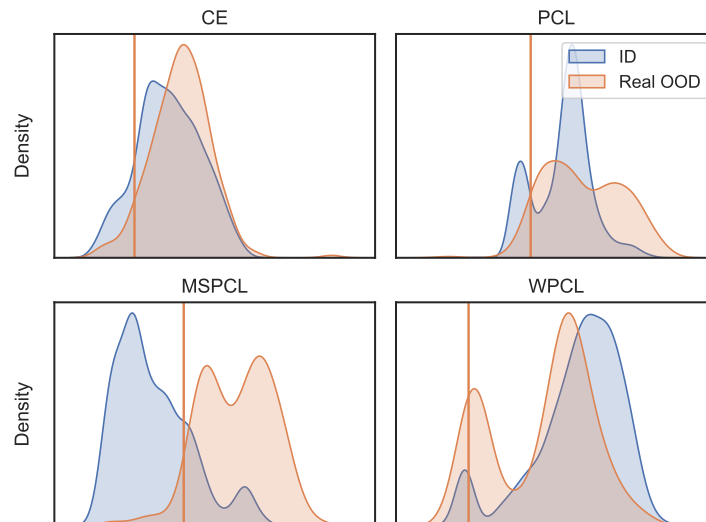 CE
PCL
Density
ID
Real OOD
MSPCL
WPCL
Density